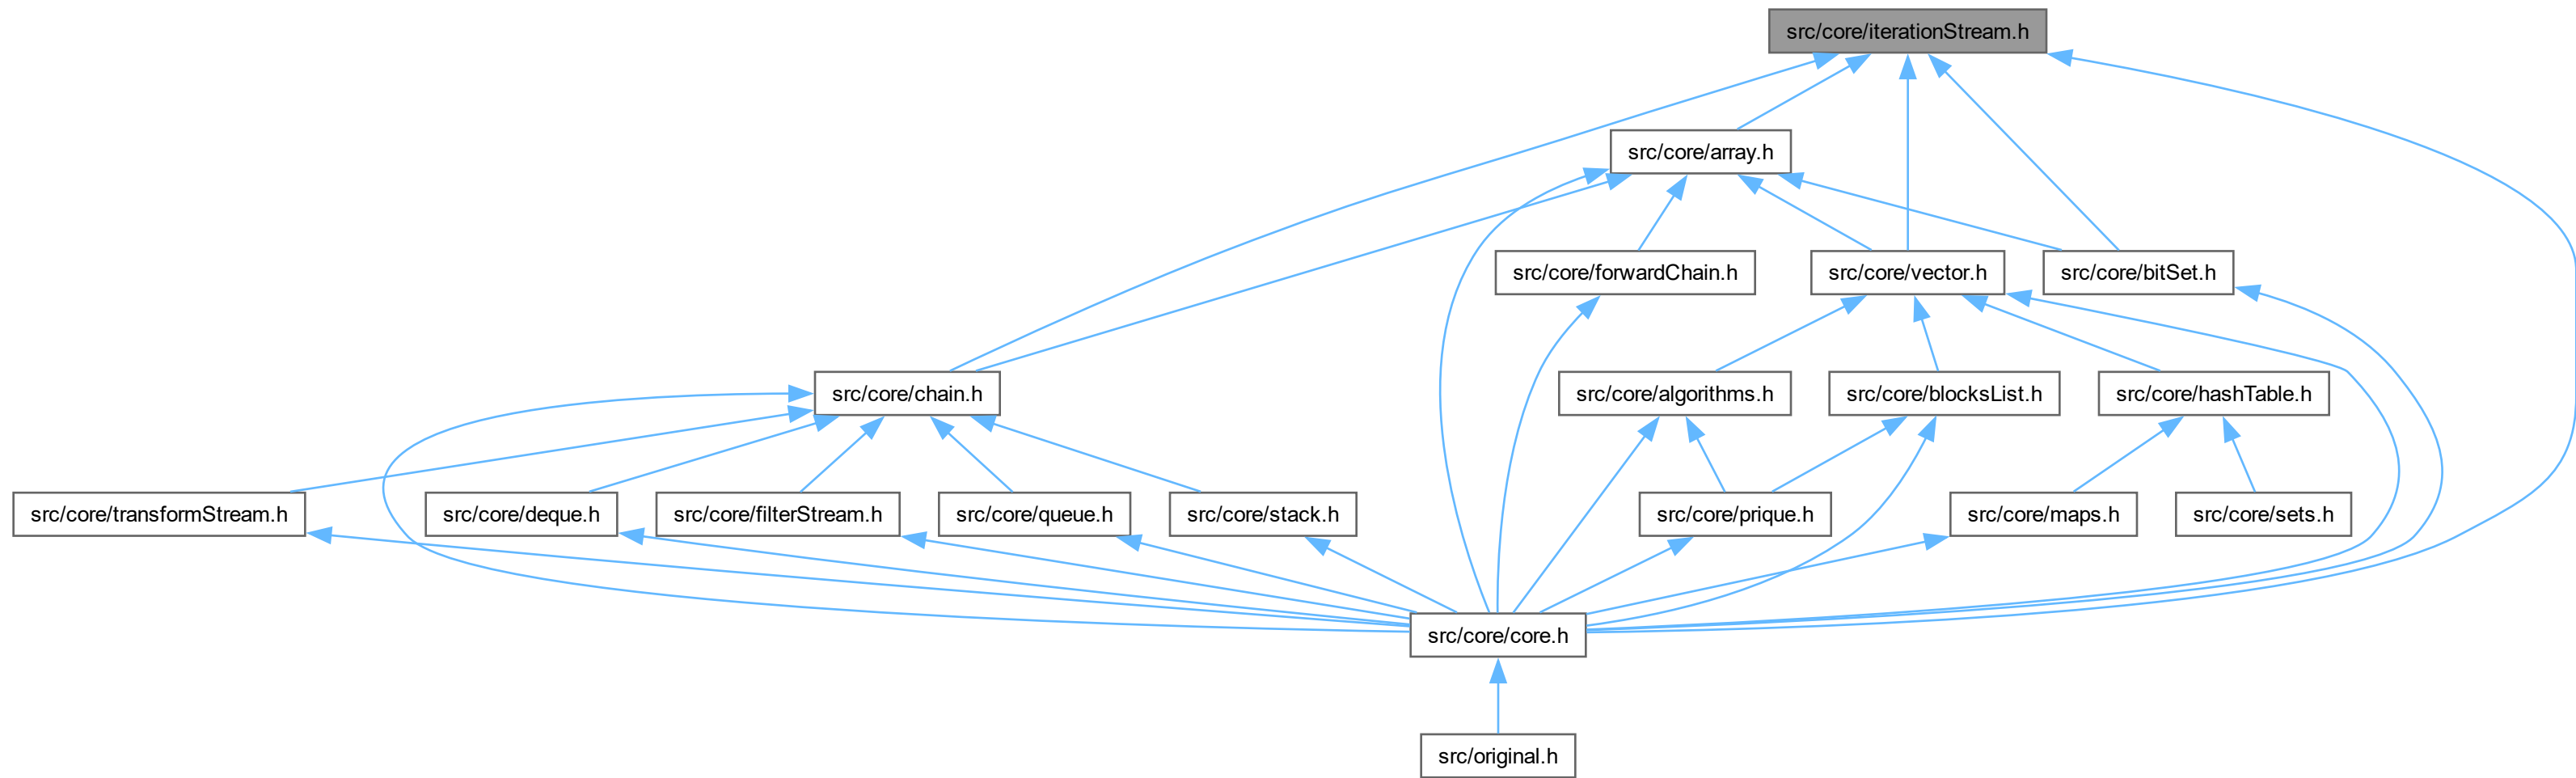 src/core/iterationStream.h
src/core/array.h
src/core/forwardChain.h
src/core/vector.h
src/core/bitSet.h
src/core/chain.h
src/core/algorithms.h
src/core/blocksList.h
src/core/hashTable.h
src/core/transformStream.h
src/core/deque.h
src/core/filterStream.h
src/core/queue.h
src/core/stack.h
src/core/prique.h
src/core/maps.h
src/core/sets.h
src/core/core.h
src/original.h